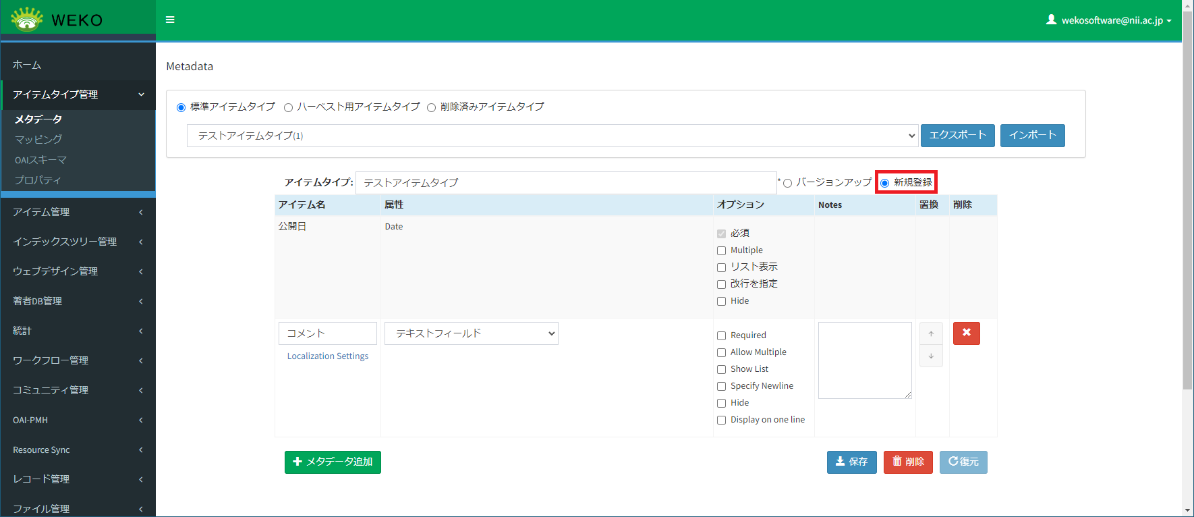 WEKO
wekosoftware@nii.ac.jp
ホーム
アイテムタイプ管理
メタデータ
マッピング
OAIスキーマ
プロパティ
アイテム管理
インデックスツリー管理
ウェブデザイン管理
著者DB管理
統計
ワークフロー管理
コミュニティ管理
OAI-PMH
Resource Sync
レコード管理
ファイル管理
Metadata
標準アイテムタイプ ハーベスト用アイテムタイプ 削除済みアイテムタイプ
テストアイテムタイプ(1) エクスポート インポート
アイテムタイプ: テストアイテムタイプ * バージョンアップ 新規登録
アイテム名 属性 オプション Notes 置換 削除
公開日 Date
必須
Multiple
リスト表示
改行を指定
Hide
コメント テキストフィールド
Localization Settings
Required
Allow Multiple
Show List
Specify Newline
Hide
Display on one line
メタデータ追加 保存 削除 復元